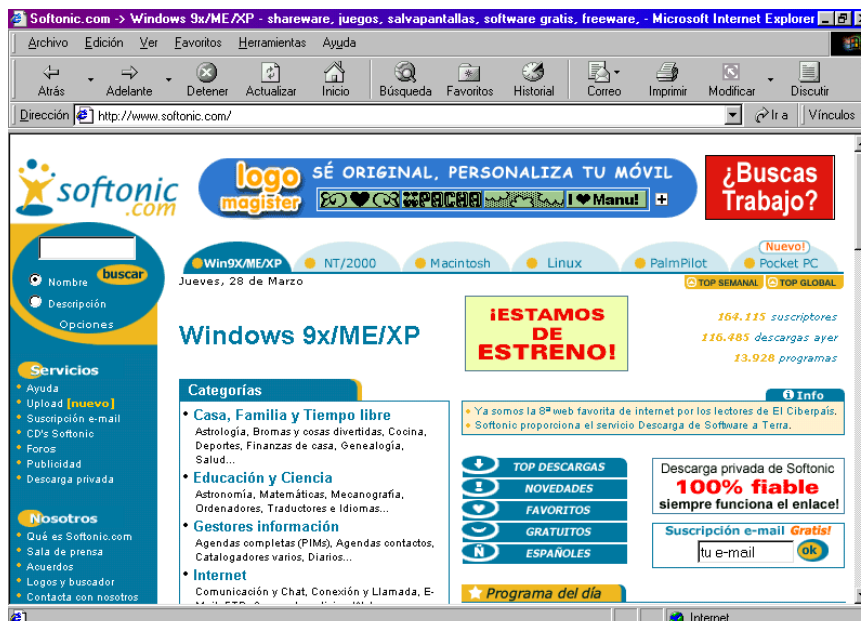 Softonic.com -> Windows 9x/ME/XP - shareware, juegos, salvapantallas, software gratis, freeware, - Microsoft Internet Explorer
Archivo Edición Ver Favoritos Herramientas Ayuda
Atrás Adelante Detener Actualizar Inicio Búsqueda Favoritos Historial Correo Imprimir Modificar Discutir
Dirección http://www.softonic.com/ Ir a Vínculos
softonic
.com
logo
magister
SÉ ORIGINAL, PERSONALIZA TU MÓVIL
PACHA
I ♥ Manu!
¿Buscas
Trabajo?
buscar
Nombre
Descripción
Opciones
Nuevo!
Win9X/ME/XP NT/2000 Macintosh Linux PalmPilot Pocket PC
Jueves, 28 de Marzo
TOP SEMANAL TOP GLOBAL
Windows 9x/ME/XP
¡ESTAMOS
DE
ESTRENO!
164.115 suscriptores
116.485 descargas ayer
13.928 programas
Servicios
Ayuda
Upload [nuevo]
Suscripción e-mail
CD's Softonic
Foros
Publicidad
Descarga privada
Nosotros
Qué es Softonic.com
Sala de prensa
Acuerdos
Logos y buscador
Contacta con nosotros
Categorías
• Casa, Familia y Tiempo libre
Astrología, Bromas y cosas divertidas, Cocina,
Deportes, Finanzas de casa, Genealogía,
Salud...
• Educación y Ciencia
Astronomía, Matemáticas, Mecanografía,
Ordenadores, Traductores e Idiomas...
• Gestores información
Agendas completas (PIMs), Agendas contactos,
Catalogadores varios, Diarios...
• Internet
Comunicación y Chat, Conexión y Llamada, E-
Info
Ya somos la 8ª web favorita de internet por los lectores de El Ciberpaís.
Softonic proporciona el servicio Descarga de Software a Terra.
TOP DESCARGAS
NOVEDADES
FAVORITOS
GRATUITOS
Ñ ESPAÑOLES
Descarga privada de Softonic
100% fiable
siempre funciona el enlace!
Suscripción e-mail Gratis!
tu e-mail ok
Programa del día
Internet